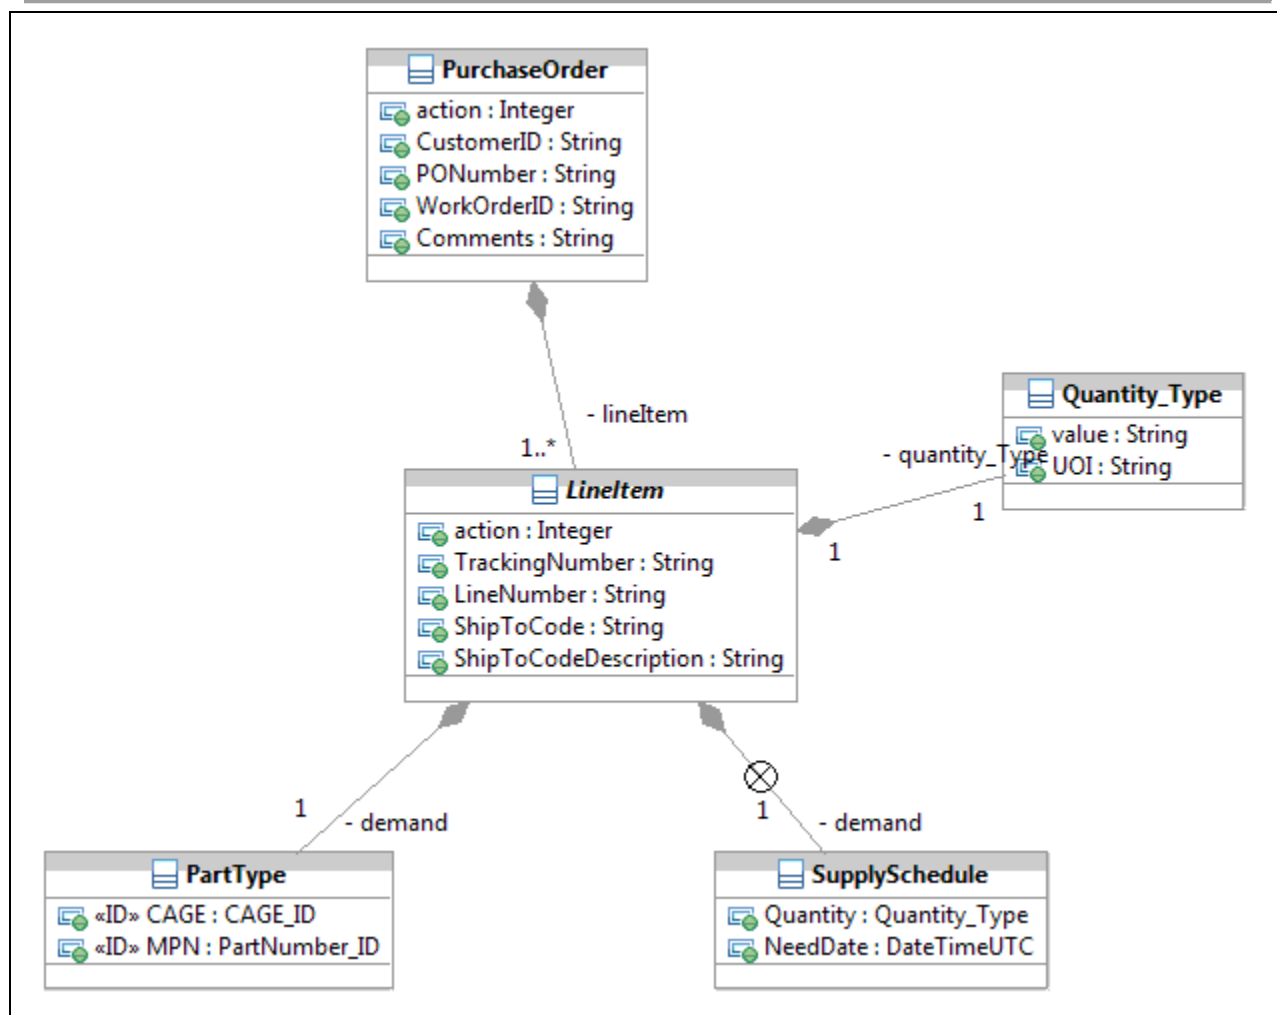 PurchaseOrder
action : Integer
CustomerID : String
PONumber : String
WorkOrderID : String
Comments : String
- lineItem
1..*
Quantity_Type
value : String
UOI : String
- quantity_Type
1
1
LineItem
action : Integer
TrackingNumber : String
LineNumber : String
ShipToCode : String
ShipToCodeDescription : String
1
- demand
1
- demand
PartType
«ID» CAGE : CAGE_ID
«ID» MPN : PartNumber_ID
SupplySchedule
Quantity : Quantity_Type
NeedDate : DateTimeUTC